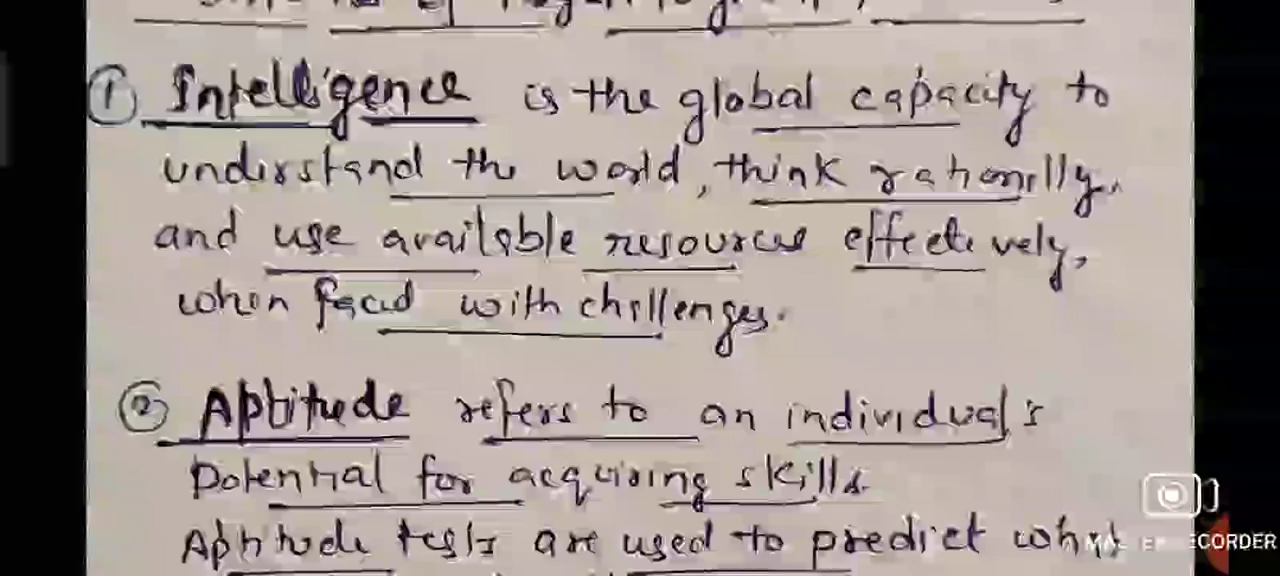 ① Intelligence is the global capacity to
understand the world, think rationally,
and use available resources effectively,
when faced with challenges.
② Aptitude refers to an individual's
potential for acquiring skills.
Aptitude tests are used to predict what
RECORDER